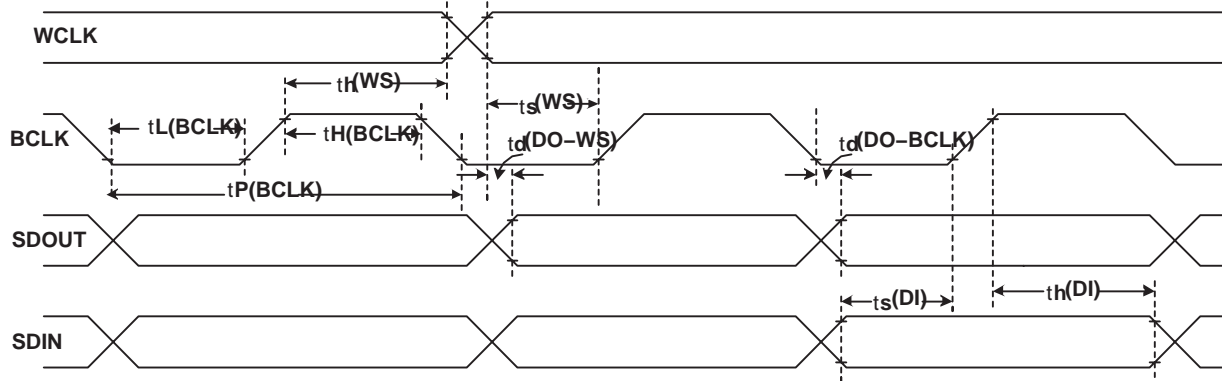 WCLK
th(WS)
ts(WS)
BCLK
tL(BCLK)
tH(BCLK)
td(DO–WS)
td(DO–BCLK)
tP(BCLK)
SDOUT
ts(DI)
th(DI)
SDIN